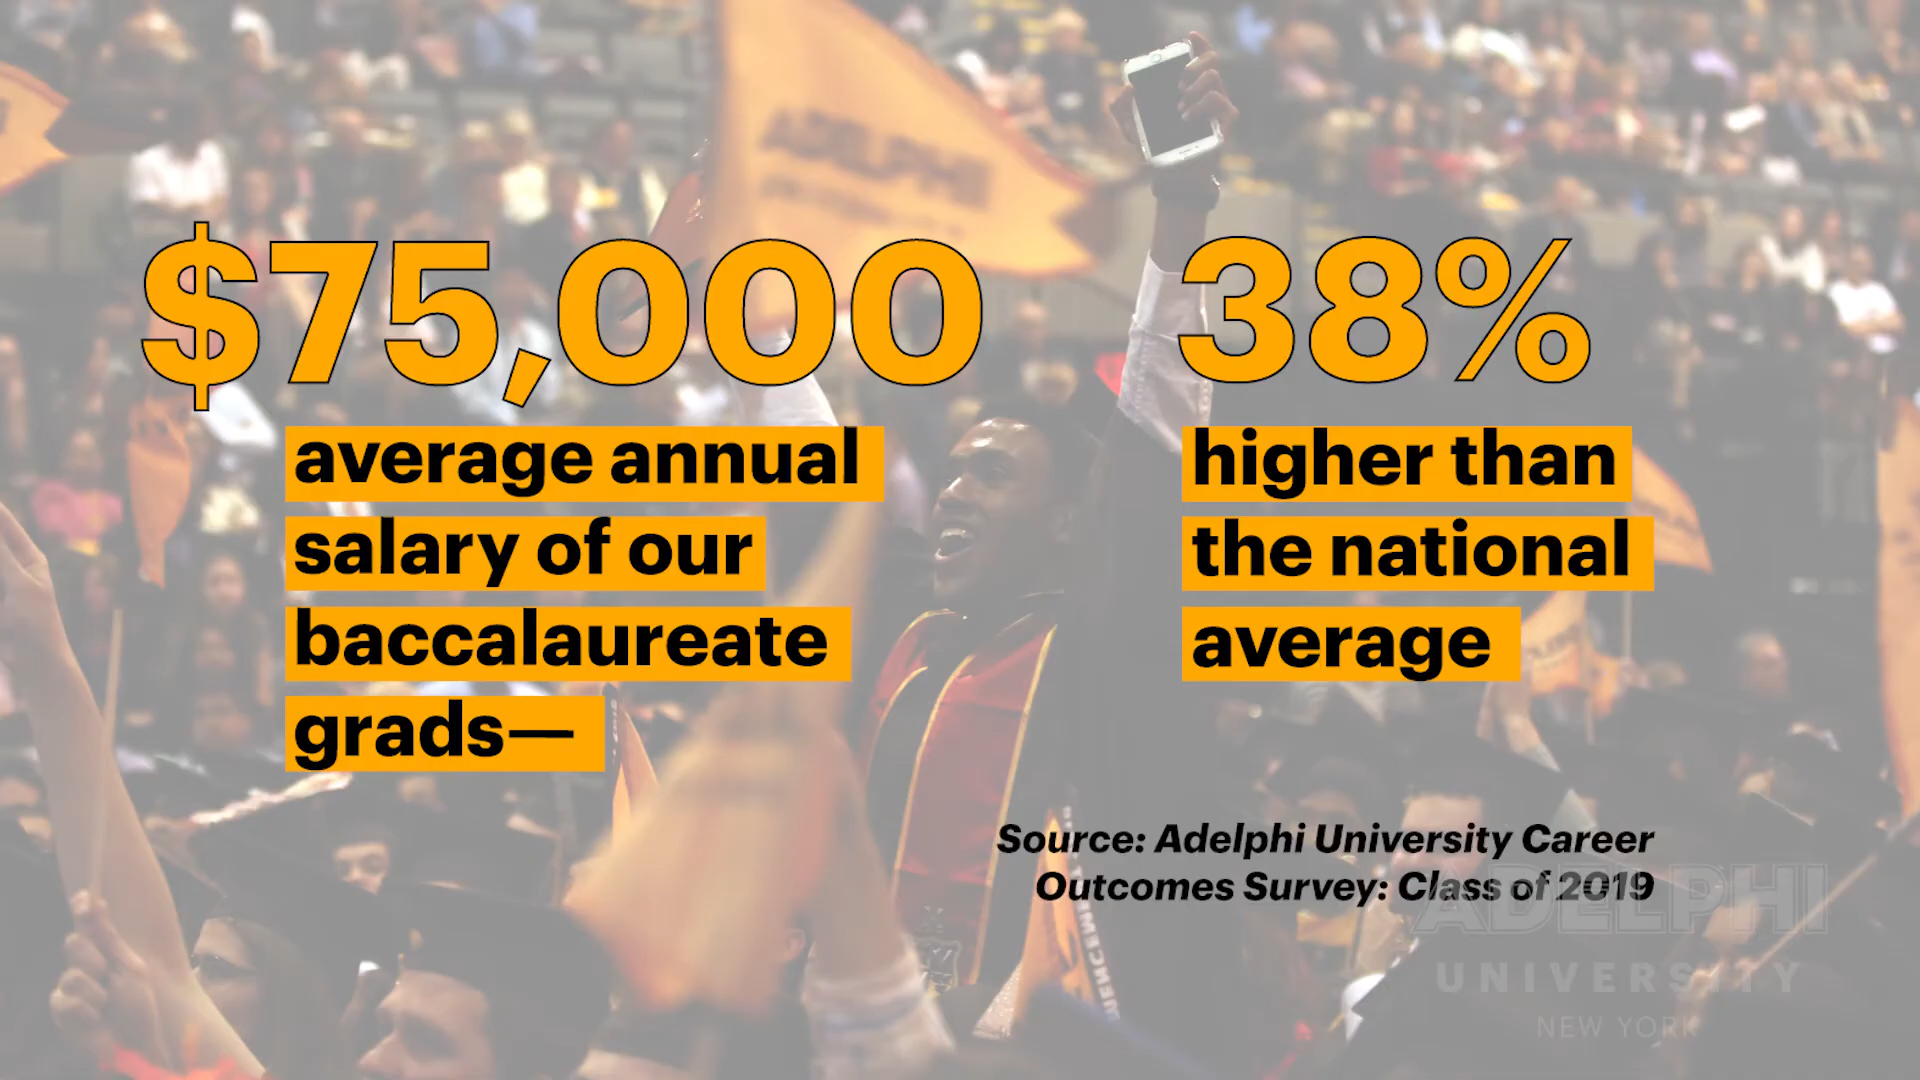 ADELPHI
$75,000
average annual
salary of our
baccalaureate
grads—
38%
higher than
the national
average
Source: Adelphi University Career
Outcomes Survey: Class of 2019
ADELPHI
UNIVERSITY
NEW YORK